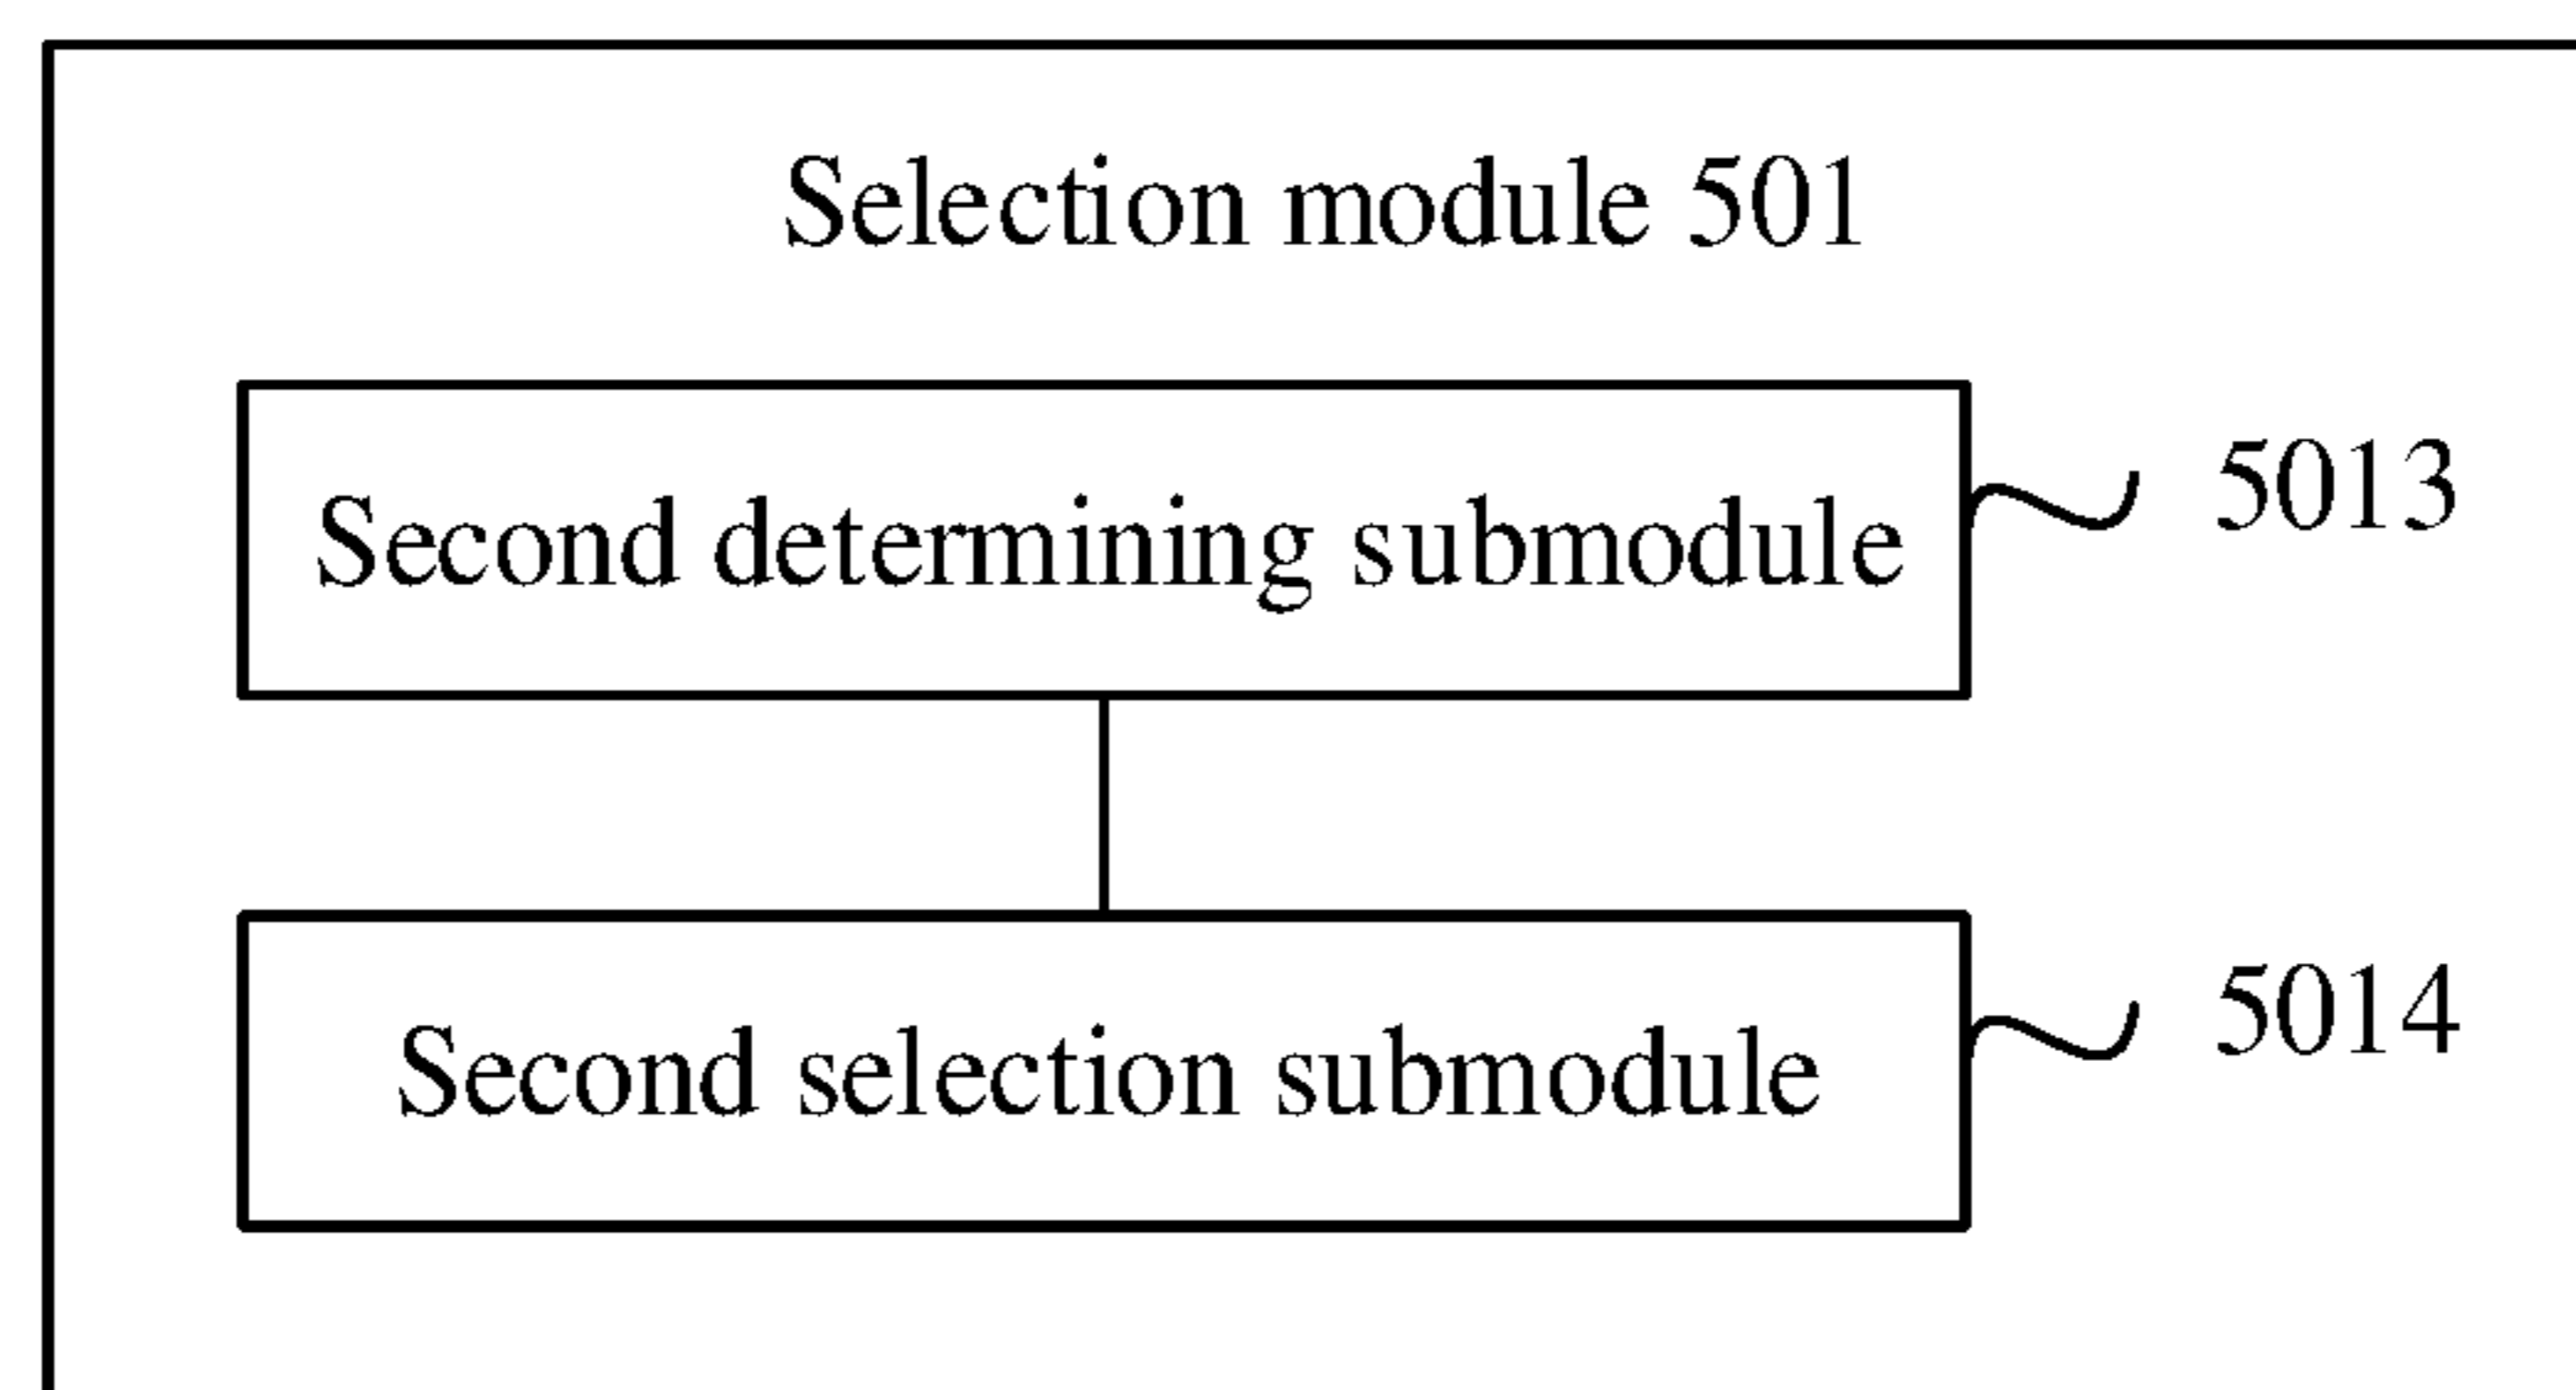 Selection module 501
Second determining submodule
5013
Second selection submodule
5014